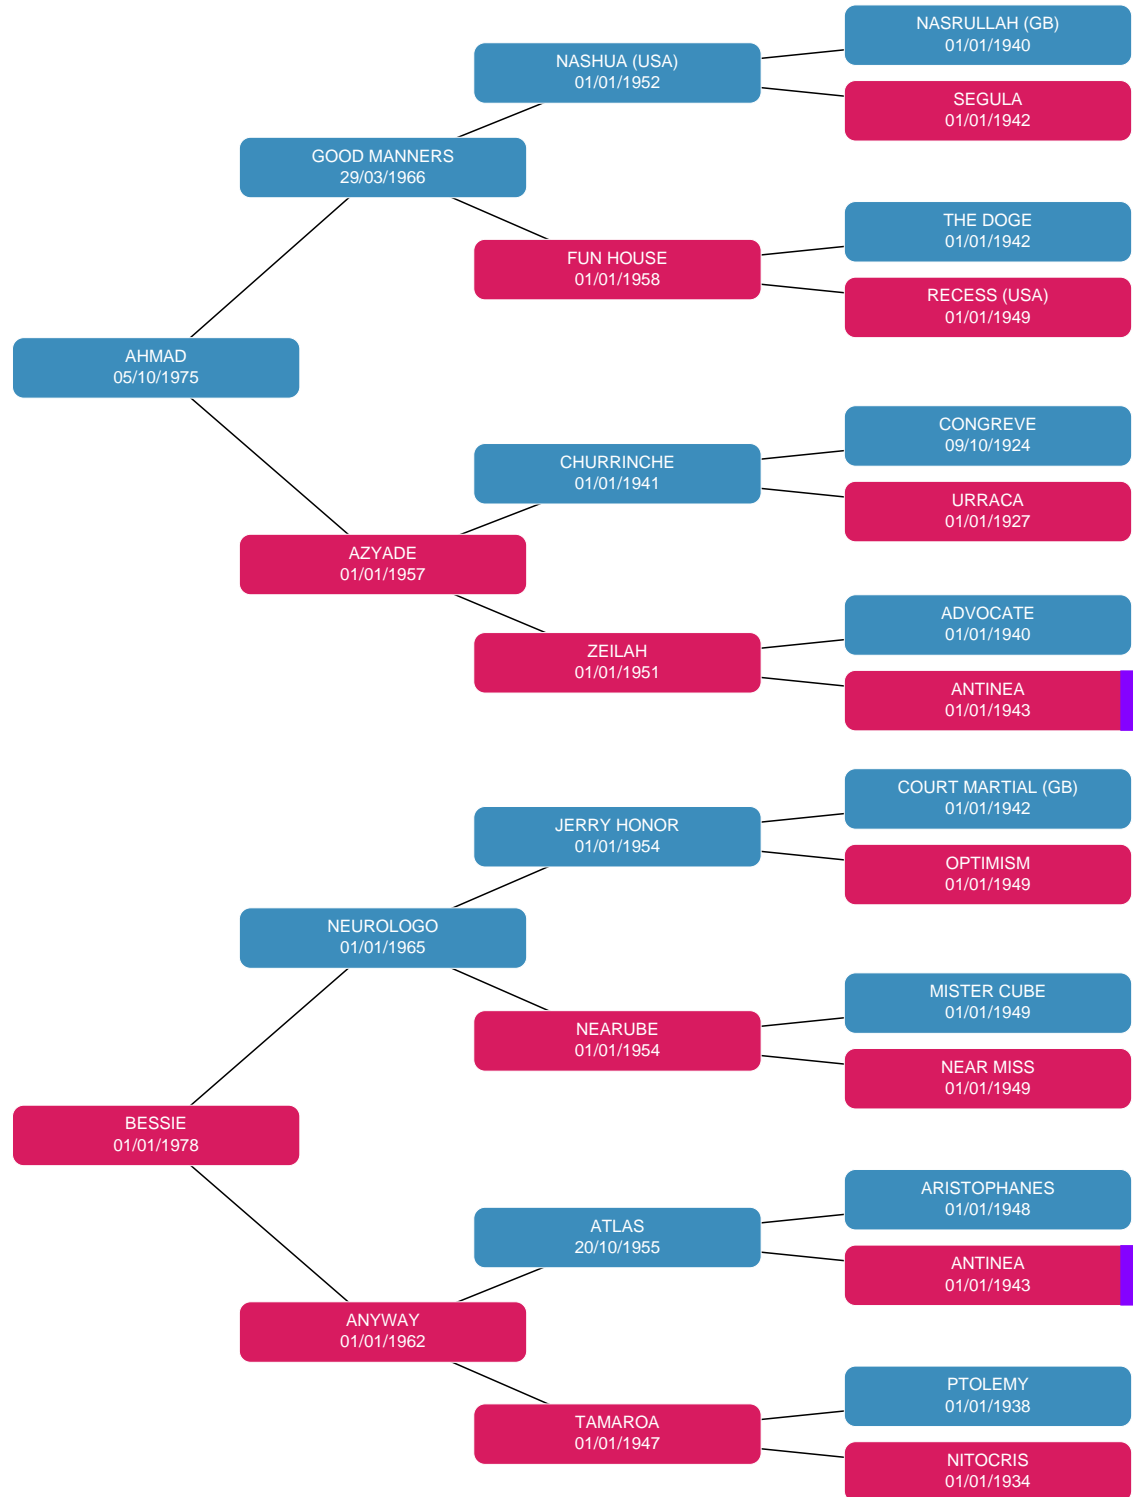 NASRULLAH (GB)
01/01/1940
NASHUA (USA)
01/01/1952
SEGULA
01/01/1942
GOOD MANNERS
29/03/1966
THE DOGE
01/01/1942
FUN HOUSE
01/01/1958
RECESS (USA)
01/01/1949
AHMAD
05/10/1975
CONGREVE
09/10/1924
CHURRINCHE
01/01/1941
URRACA
01/01/1927
AZYADE
01/01/1957
ADVOCATE
01/01/1940
ZEILAH
01/01/1951
ANTINEA
01/01/1943
COURT MARTIAL (GB)
01/01/1942
JERRY HONOR
01/01/1954
OPTIMISM
01/01/1949
NEUROLOGO
01/01/1965
MISTER CUBE
01/01/1949
NEARUBE
01/01/1954
NEAR MISS
01/01/1949
BESSIE
01/01/1978
ARISTOPHANES
01/01/1948
ATLAS
20/10/1955
ANTINEA
01/01/1943
ANYWAY
01/01/1962
PTOLEMY
01/01/1938
TAMAROA
01/01/1947
NITOCRIS
01/01/1934